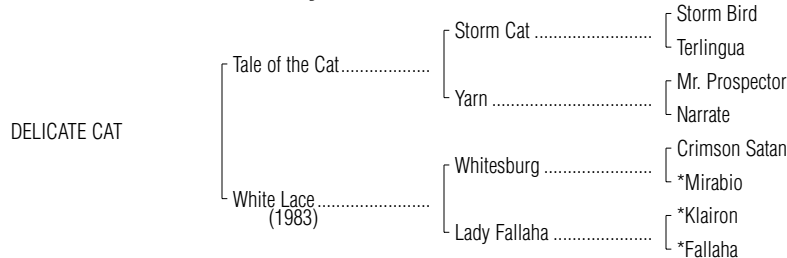 Storm Bird
Storm Cat ........................
Terlingua
Tale of the Cat...................
Mr. Prospector
Yarn .................................
Narrate
DELICATE CAT
Crimson Satan
Whitesburg ......................
*Mirabio
White Lace .......................
(1983)
*Klairon
Lady Fallaha ....................
*Fallaha